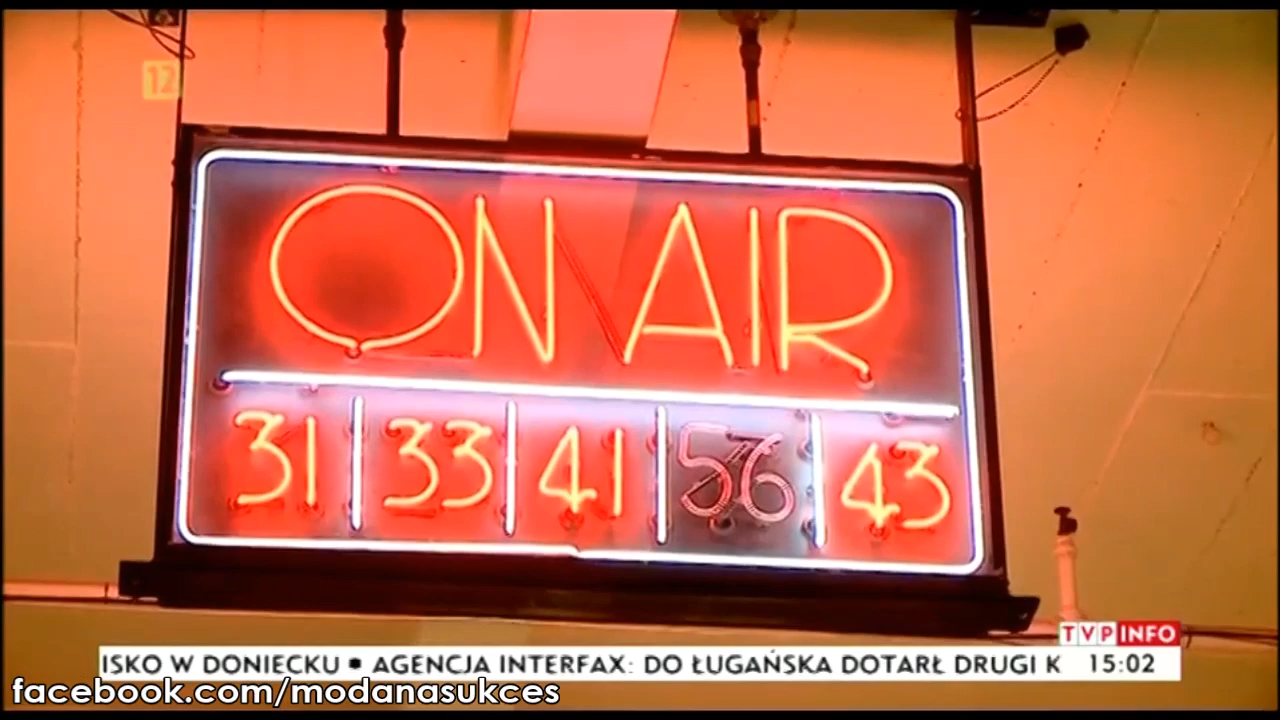 12
ON AIR
31 33 41 56 43
TVP INFO
ISKO W DONIECKU ▪ AGENCJA INTERFAX: DO ŁUGAŃSKA DOTARŁ DRUGI K 15:02
facebook.com/modanasukces